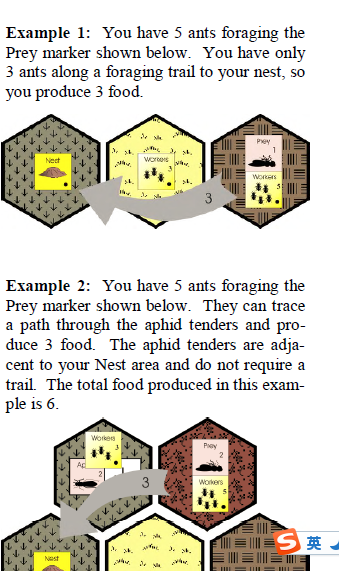 Example 1: You have 5 ants foraging the
Prey marker shown below. You have only
3 ants along a foraging trail to your nest, so
you produce 3 food.
Nest
Workers
3
Prey
1
Workers
5
3
Example 2: You have 5 ants foraging the
Prey marker shown below. They can trace
a path through the aphid tenders and pro-
duce 3 food. The aphid tenders are adja-
cent to your Nest area and do not require a
trail. The total food produced in this exam-
ple is 6.
Workers
3
Ap
2
3
Prey
2
Workers
5
Nest
英